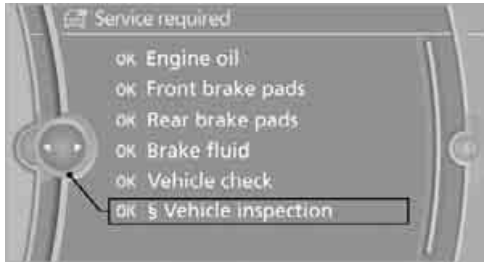 Service required
OK Engine oil
OK Front brake pads
OK Rear brake pads
OK Brake fluid
OK Vehicle check
OK § Vehicle inspection